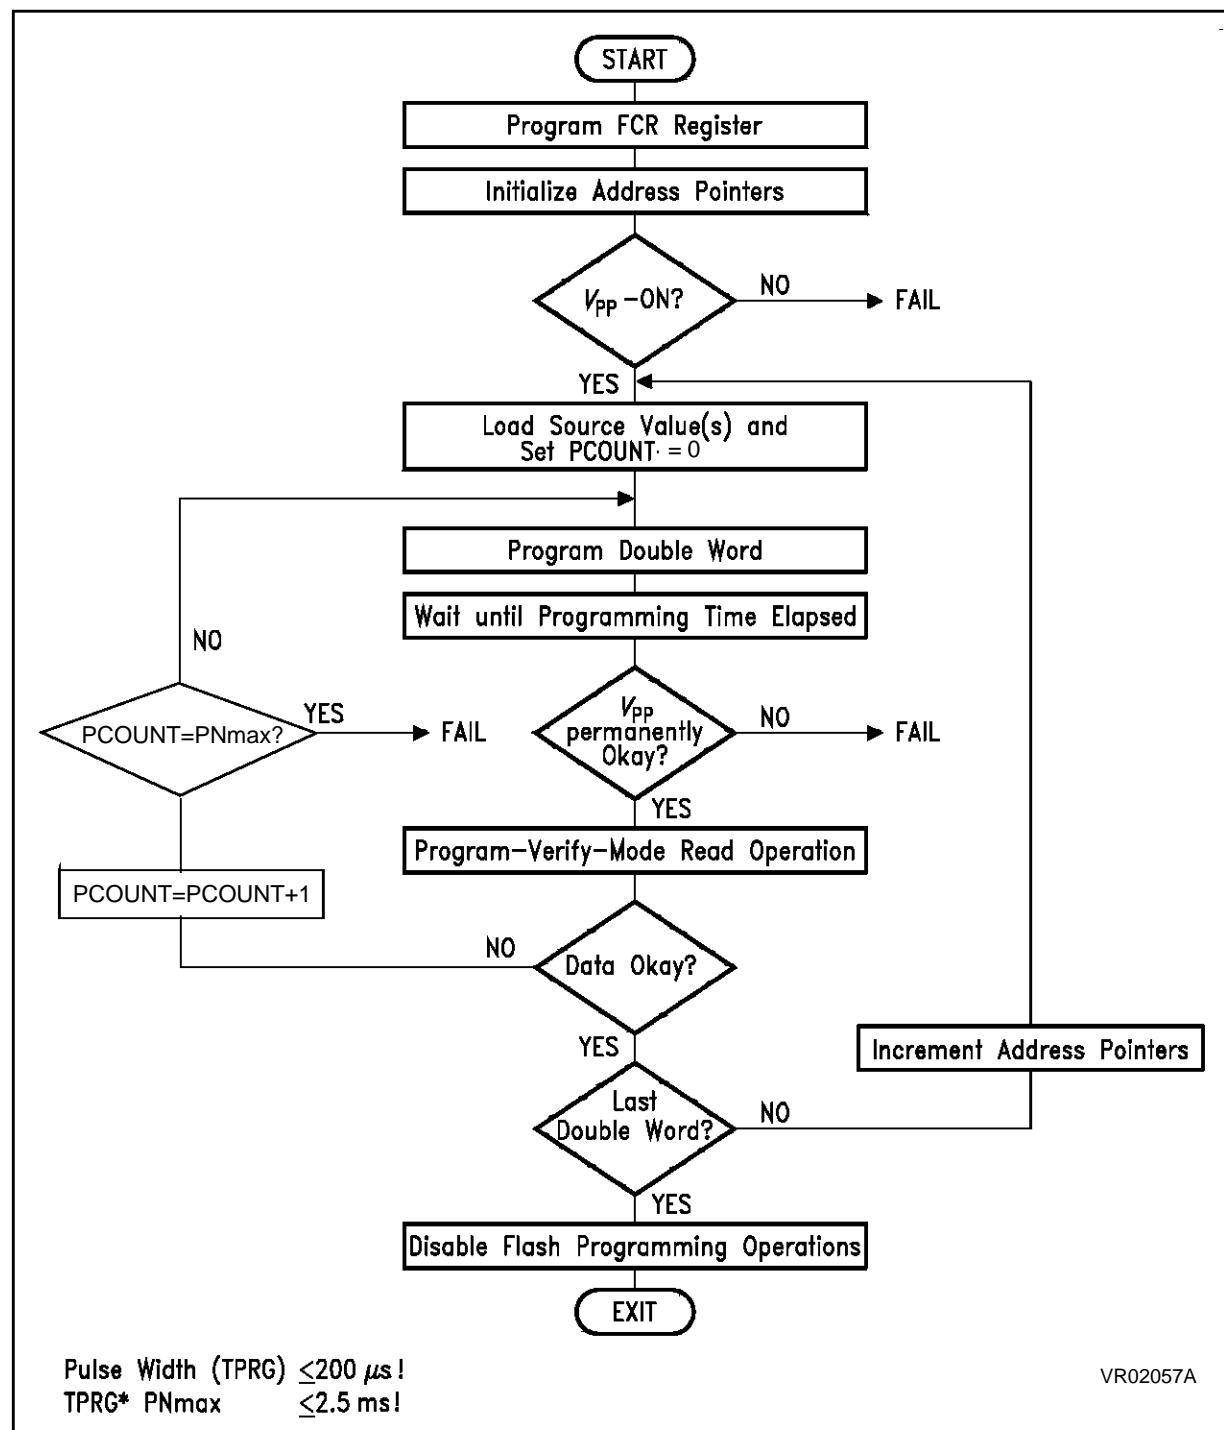 START
Program FCR Register
Initialize Address Pointers
VPP -ON?
NO
FAIL
YES
Load Source Value(s) and
Set PCOUNT = 0
Program Double Word
Wait until Programming Time Elapsed
NO
PCOUNT=PNmax?
YES
FAIL
VPP
permanently
Okay?
NO
FAIL
YES
Program-Verify-Mode Read Operation
PCOUNT=PCOUNT+1
NO
Data Okay?
YES
Increment Address Pointers
Last
Double Word?
NO
YES
Disable Flash Programming Operations
EXIT
Pulse Width (TPRG) ≤200 μs!
TPRG* PNmax ≤2.5 ms!
VR02057A